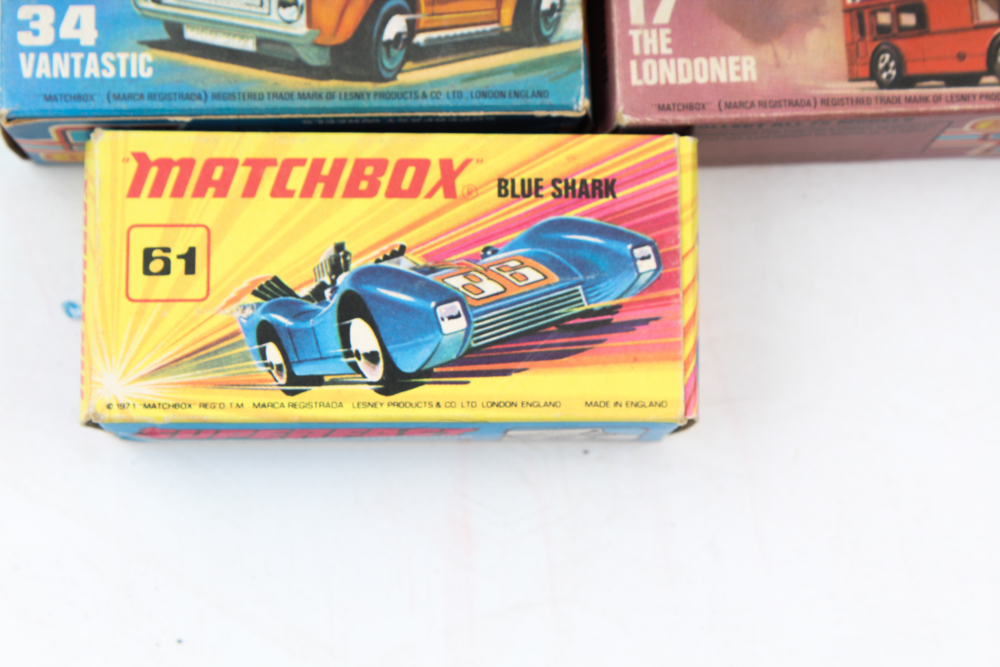 34
VANTASTIC
"MATCHBOX" (MARCA REGISTRADA) REGISTERED TRADE MARK OF LESNEY PRODUCTS & CO. LTD., LONDON ENGLAND
17
THE
LONDONER
"MATCHBOX" (MARCA REGISTRADA) REGISTERED TRADE MARK OF LESNEY
"MATCHBOX"®
BLUE SHARK
61
86
© 1971 "MATCHBOX" REG'D T.M. MARCA REGISTRADA LESNEY PRODUCTS & CO. LTD. LONDON ENGLAND MADE IN ENGLAND